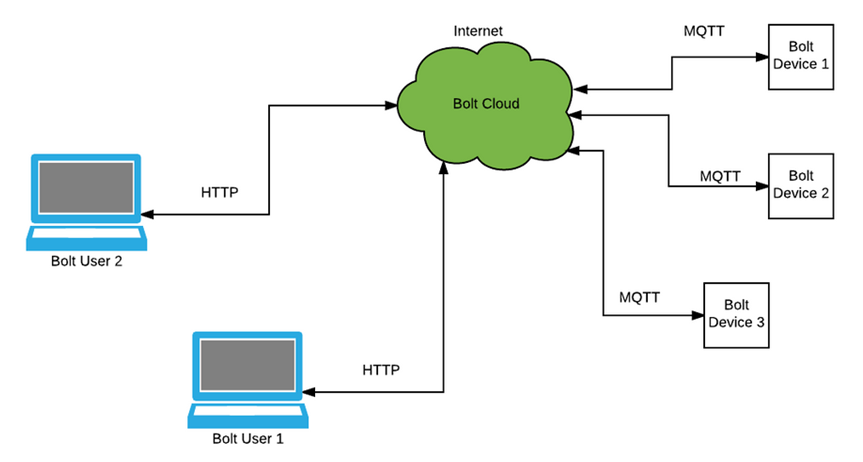 Internet
MQTT
Bolt
Device 1
Bolt Cloud
HTTP
MQTT
Bolt
Device 2
Bolt User 2
MQTT
Bolt
Device 3
HTTP
Bolt User 1